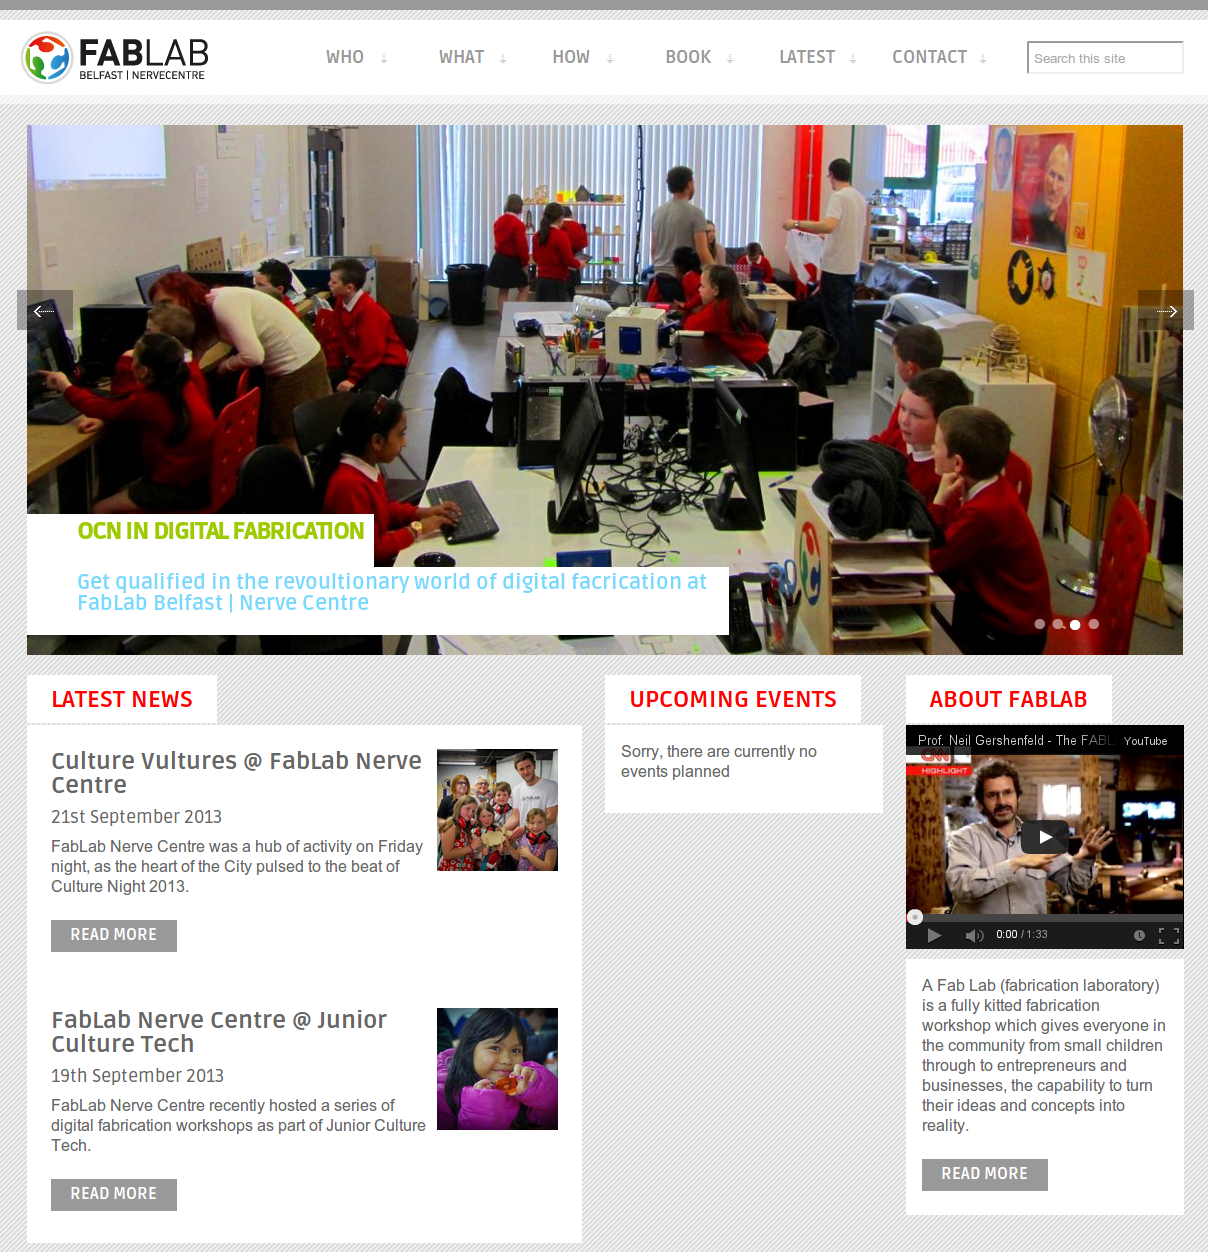 FABLAB
BELFAST | NERVECENTRE
WHO
WHAT
HOW
BOOK
LATEST
CONTACT
Search this site
OCN IN DIGITAL FABRICATION
Get qualified in the revoultionary world of digital facrication at
FabLab Belfast | Nerve Centre
LATEST NEWS
Culture Vultures @ FabLab Nerve
Centre
21st September 2013
FabLab Nerve Centre was a hub of activity on Friday
night, as the heart of the City pulsed to the beat of
Culture Night 2013.
READ MORE
FabLab Nerve Centre @ Junior
Culture Tech
19th September 2013
FabLab Nerve Centre recently hosted a series of
digital fabrication workshops as part of Junior Culture
Tech.
READ MORE
UPCOMING EVENTS
Sorry, there are currently no
events planned
ABOUT FABLAB
Prof. Neil Gershenfeld - The FABL
YouTube
CNN
HIGHLIGHT
0:00 / 1:33
A Fab Lab (fabrication laboratory)
is a fully kitted fabrication
workshop which gives everyone in
the community from small children
through to entrepreneurs and
businesses, the capability to turn
their ideas and concepts into
reality.
READ MORE